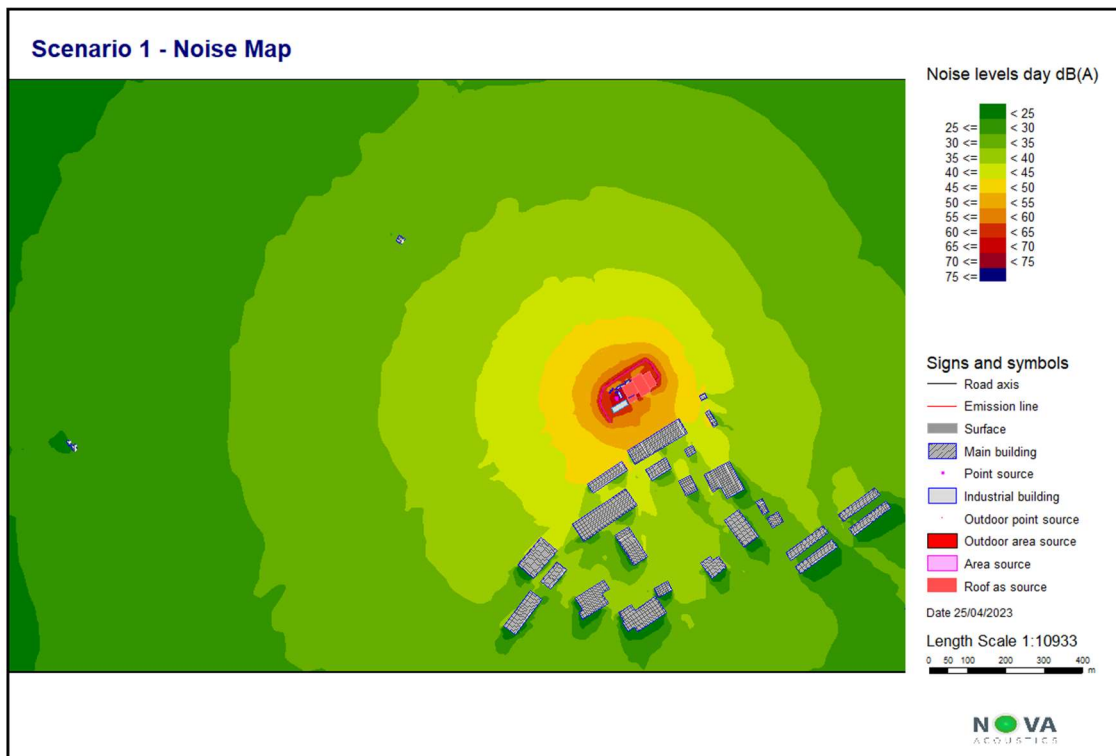 Scenario 1 - Noise Map
Noise levels day dB(A)
< 25
25 <= < 30
30 <= < 35
35 <= < 40
40 <= < 45
45 <= < 50
50 <= < 55
55 <= < 60
60 <= < 65
65 <= < 70
70 <= < 75
75 <=
Signs and symbols
Road axis
Emission line
Surface
Main building
Point source
Industrial building
Outdoor point source
Outdoor area source
Area source
Roof as source
Date 25/04/2023
Length Scale 1:10933
0 50 100 200 300 400
m
NOVA
ACOUSTICS